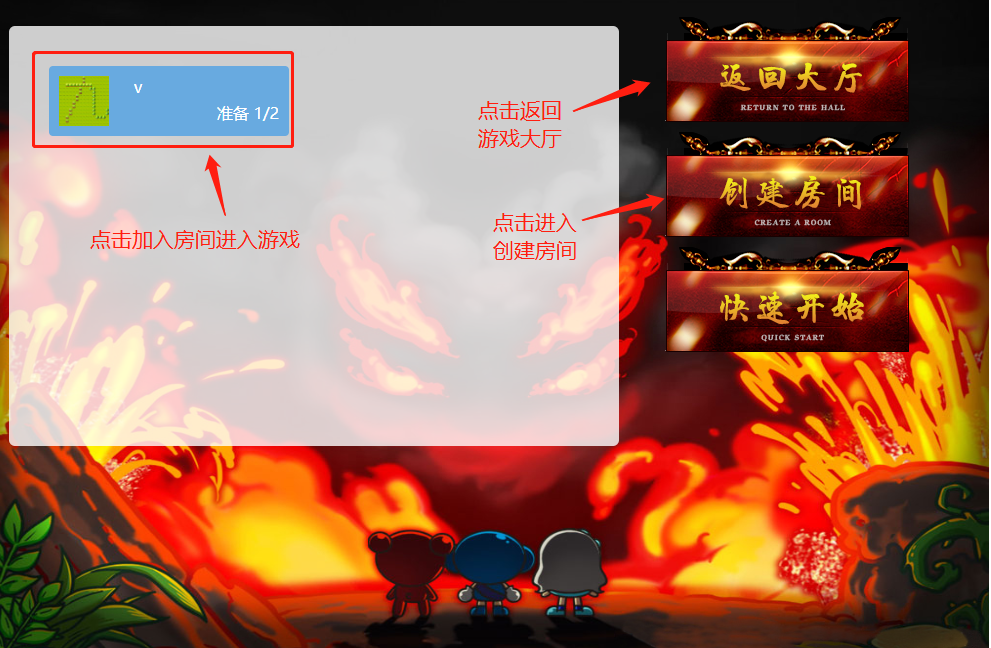 九
v
准备 1/2
点击加入房间进入游戏
点击返回
游戏大厅
返回大厅
RETURN TO THE HALL
点击进入
创建房间
创建房间
CREATE A ROOM
快速开始
QUICK START